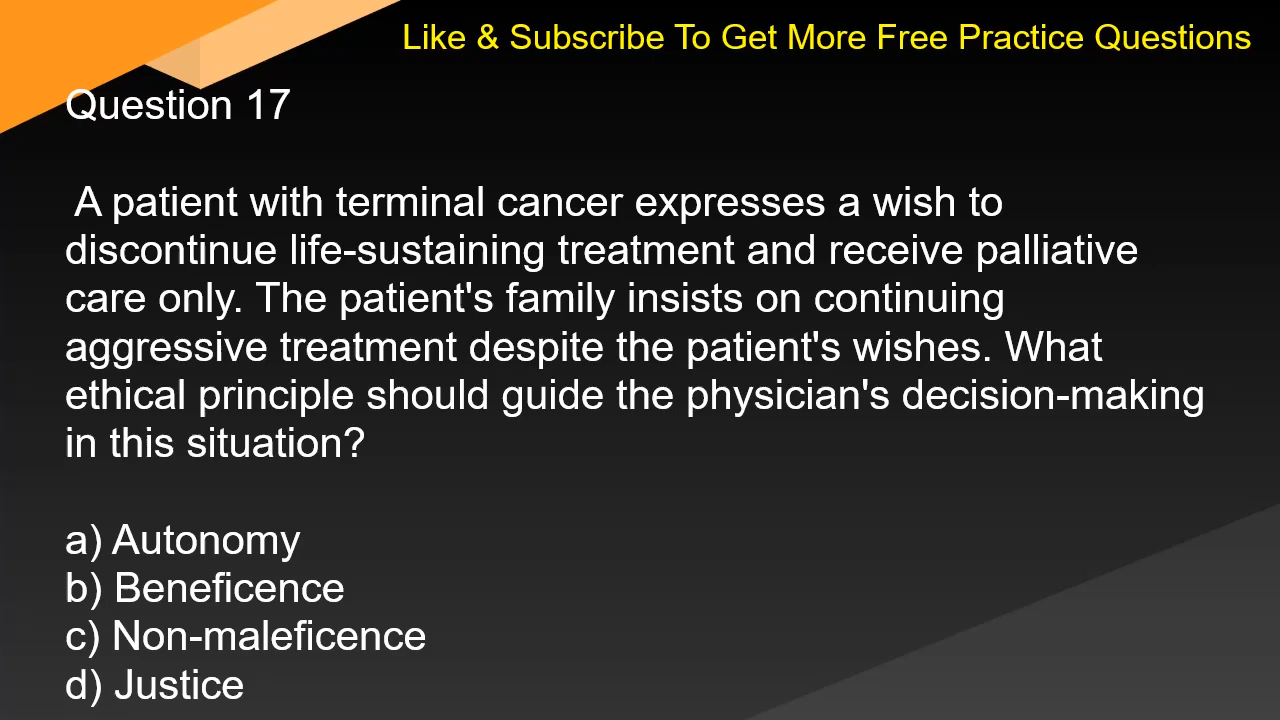 Like & Subscribe To Get More Free Practice Questions
Question 17
A patient with terminal cancer expresses a wish to
discontinue life-sustaining treatment and receive palliative
care only. The patient's family insists on continuing
aggressive treatment despite the patient's wishes. What
ethical principle should guide the physician's decision-making
in this situation?
a) Autonomy
b) Beneficence
c) Non-maleficence
d) Justice